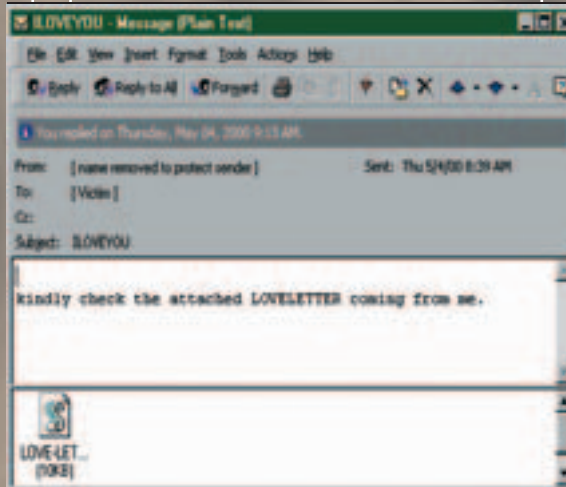 ILOVEYOU - Message (Plain Text)
File Edit View Insert Format Tools Actions Help
Reply Reply to All Forward
You replied on Thursday, May 04, 2000 9:13 AM.
From: [name removed to protect sender] Sent: Thu 5/4/00 8:39 AM
To: [Victim]
Cc:
Subject: ILOVEYOU
kindly check the attached LOVELETTER coming from me.
LOVE-LET...
(10KB)